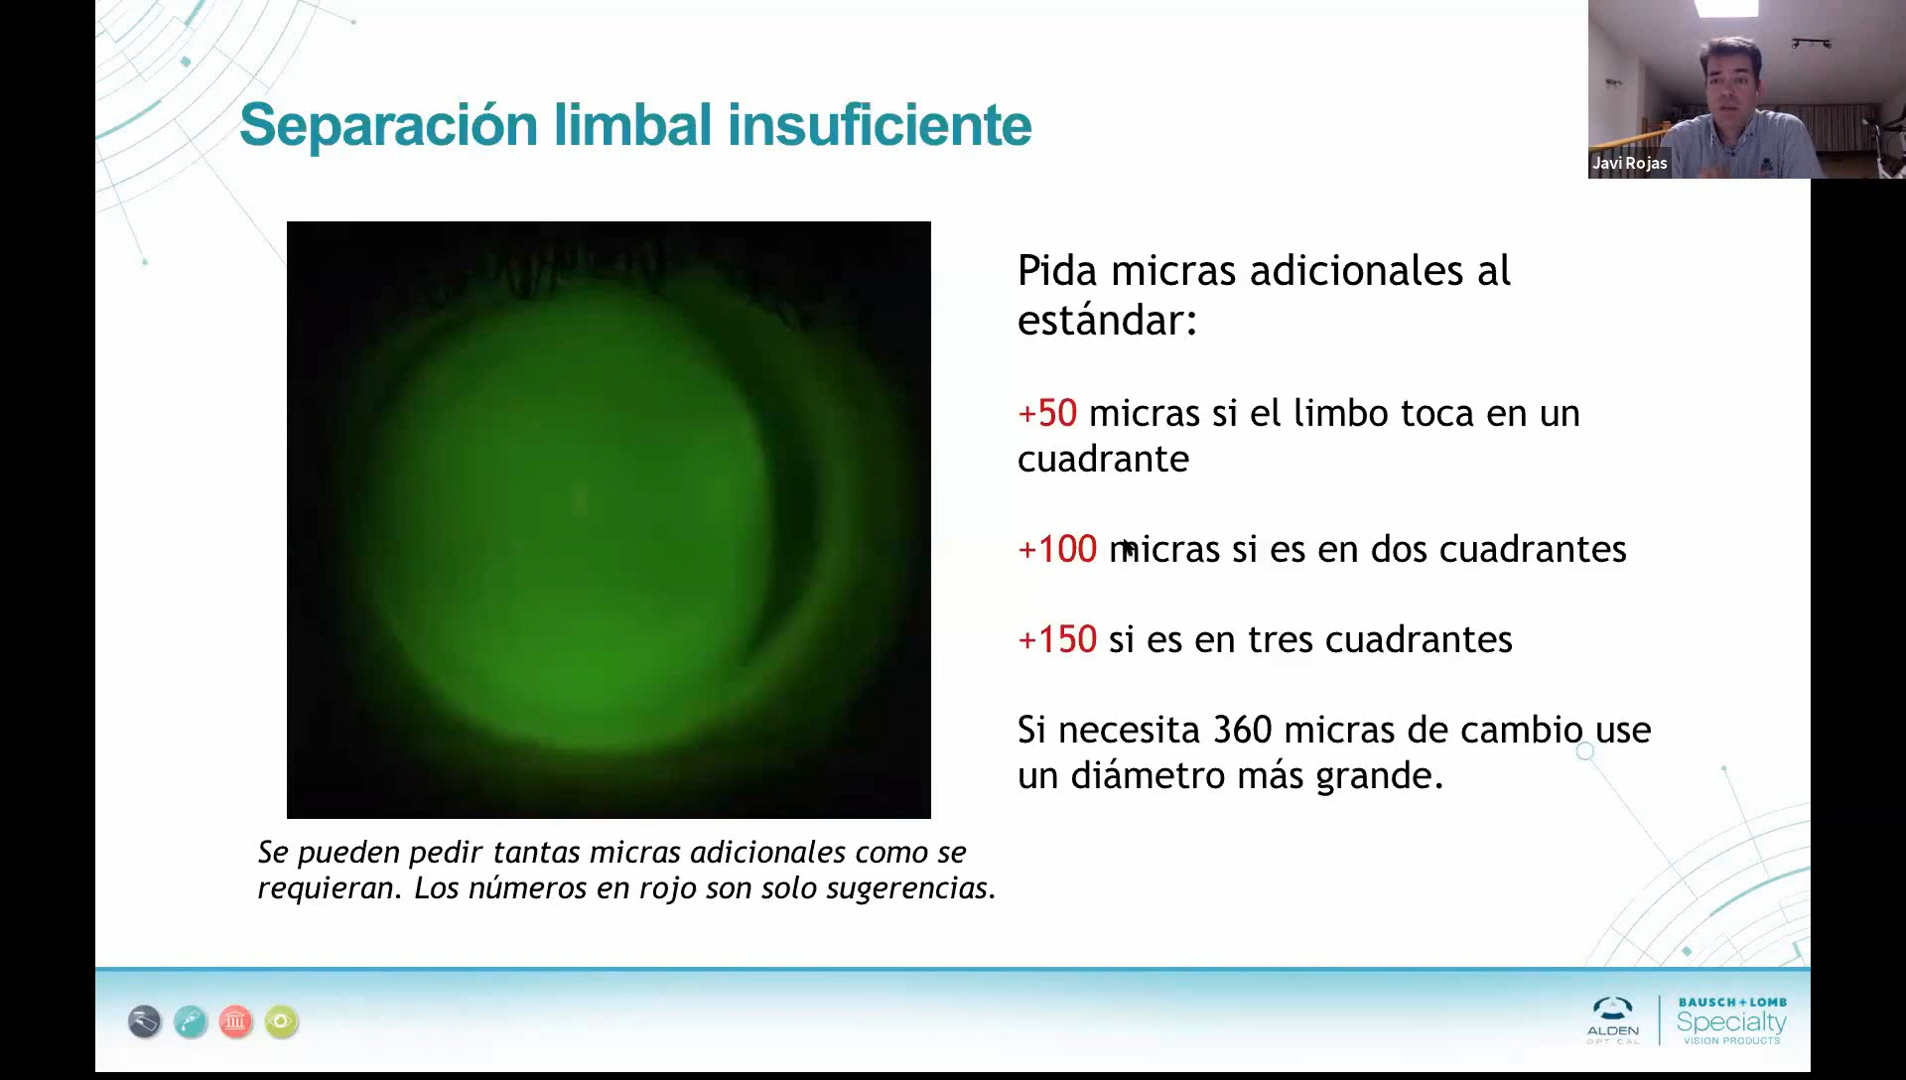 Separación limbal insuficiente
Javi Rojas
Pida micras adicionales al
estándar:
+50 micras si el limbo toca en un
cuadrante
+100 micras si es en dos cuadrantes
+150 si es en tres cuadrantes
Si necesita 360 micras de cambio use
un diámetro más grande.
Se pueden pedir tantas micras adicionales como se
requieran. Los números en rojo son solo sugerencias.
ALDEN
OPTICAL
BAUSCH + LOMB
Specialty
VISION PRODUCTS